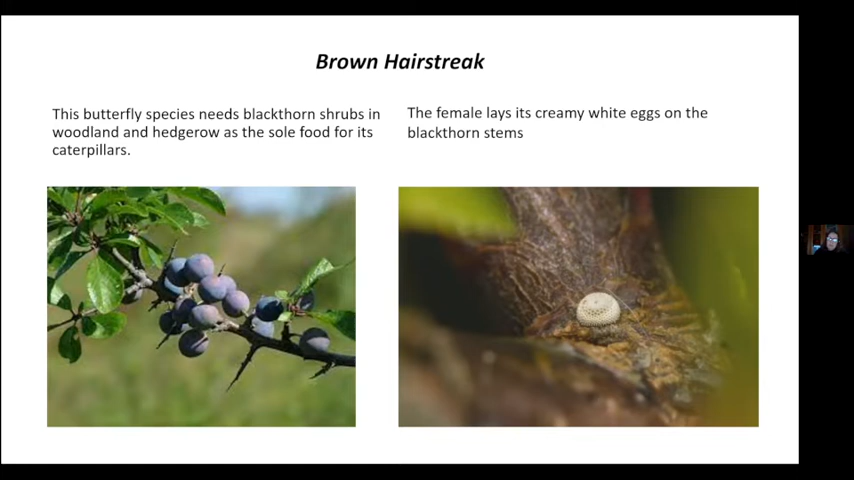 Brown Hairstreak
This butterfly species needs blackthorn shrubs in
woodland and hedgerow as the sole food for its
caterpillars.
The female lays its creamy white eggs on the
blackthorn stems